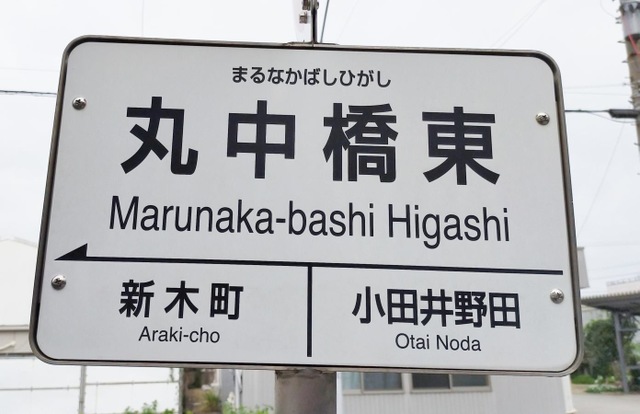 まるなかばしひがし
丸中橋東
Marunaka-bashi Higashi
新木町
Araki-cho
小田井野田
Otai Noda